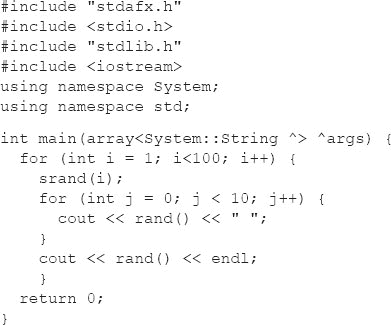 #include "stdafx.h"
#include <stdio.h>
#include "stdlib.h"
#include <iostream>
using namespace System;
using namespace std;
int main(array<System::String ^> ^args) {
  for (int i = 1; i<100; i++) {
    srand(i);
    for (int j = 0; j < 10; j++) {
      cout << rand() << " ";
    }
    cout << rand() << endl;
    }
  return 0;
}